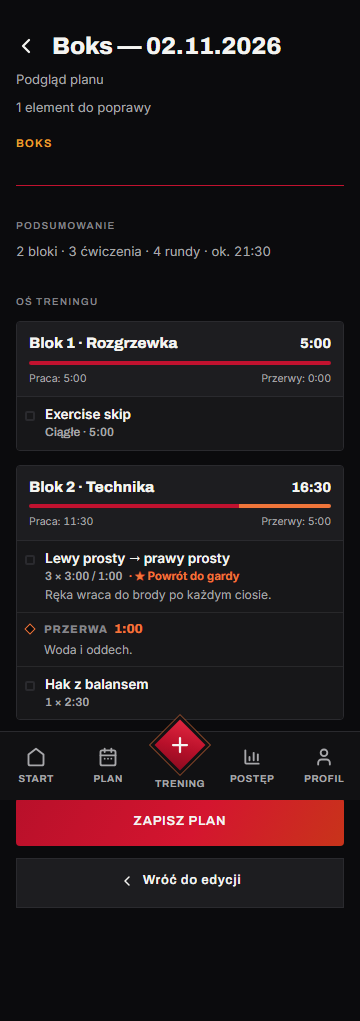 Boks — 02.11.2026
Podgląd planu
1 element do poprawy
BOKS
PODSUMOWANIE
2 bloki · 3 ćwiczenia · 4 rundy · ok. 21:30
OŚ TRENINGU
Blok 1 · Rozgrzewka 5:00
Praca: 5:00 Przerwy: 0:00
Exercise skip
Ciągłe · 5:00
Blok 2 · Technika 16:30
Praca: 11:30 Przerwy: 5:00
Lewy prosty → prawy prosty
3 × 3:00 / 1:00 · ★ Powrót do gardy
Ręka wraca do brody po każdym ciosie.
PRZERWA 1:00
Woda i oddech.
Hak z balansem
1 × 2:30
START PLAN TRENING POSTĘP PROFIL
ZAPISZ PLAN
Wróć do edycji